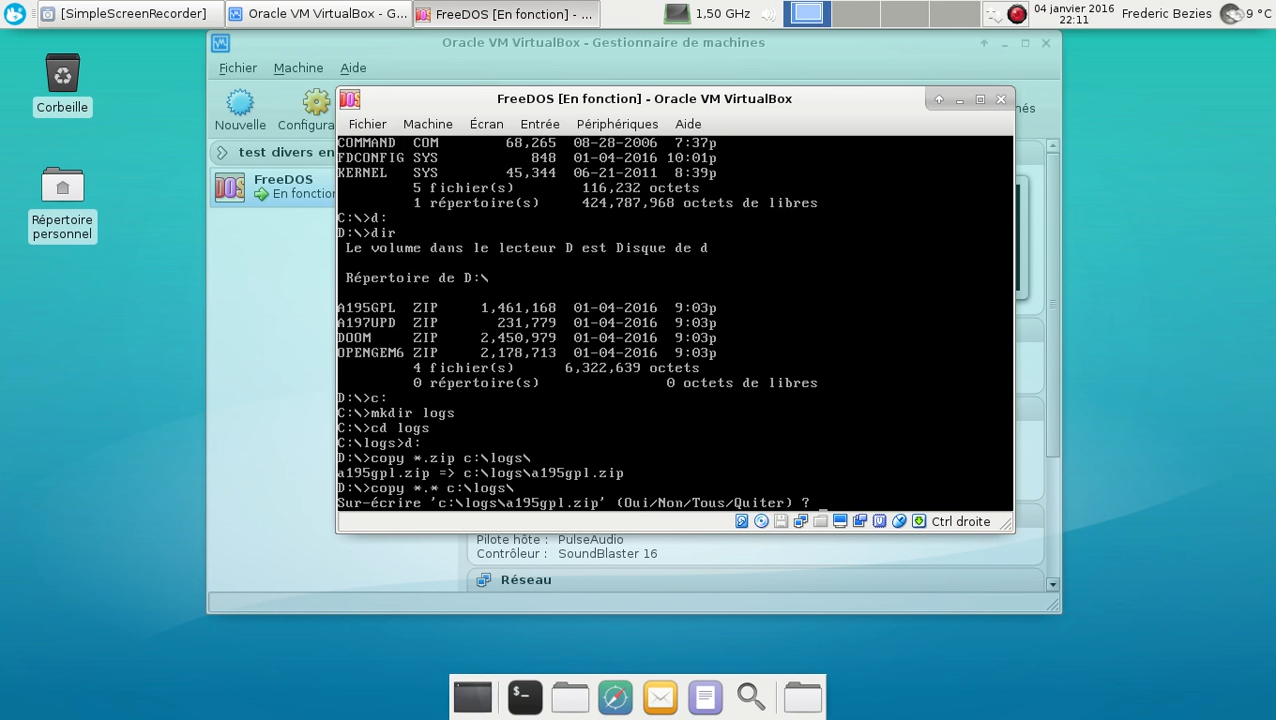 [SimpleScreenRecorder]
Oracle VM VirtualBox - G...
FreeDOS [En fonction] - ...
1,50 GHz
04 janvier 2016
22:11
Frederic Bezies
9 °C
Corbeille
Répertoire
personnel
Oracle VM VirtualBox - Gestionnaire de machines
Fichier Machine Aide
Nouvelle
Configura
és
test divers en
FreeDOS
En fonction
FreeDOS [En fonction] - Oracle VM VirtualBox
Fichier Machine Écran Entrée Périphériques Aide
COMMAND COM 68,265 08-28-2006 7:37p
FDCONFIG SYS 848 01-04-2016 10:01p
KERNEL SYS 45,344 06-21-2011 8:39p
5 fichier(s) 116,232 octets
1 répertoire(s) 424,787,968 octets de libres
C:\>d:
D:\>dir
Le volume dans le lecteur D est Disque de d
Répertoire de D:\
A195GPL ZIP 1,461,168 01-04-2016 9:03p
A197UPD ZIP 231,779 01-04-2016 9:03p
DOOM ZIP 2,450,979 01-04-2016 9:03p
OPENGEM6 ZIP 2,178,713 01-04-2016 9:03p
4 fichier(s) 6,322,639 octets
0 répertoire(s) 0 octets de libres
D:\>c:
C:\>mkdir logs
C:\>cd logs
C:\logs>d:
D:\>copy *.zip c:\logs\
a195gpl.zip => c:\logs\a195gpl.zip
D:\>copy *.* c:\logs\
Sur-écrire 'c:\logs\a195gpl.zip' (Oui/Non/Tous/Quiter) ?
Ctrl droite
Pilote hôte : PulseAudio
Contrôleur : SoundBlaster 16
Réseau